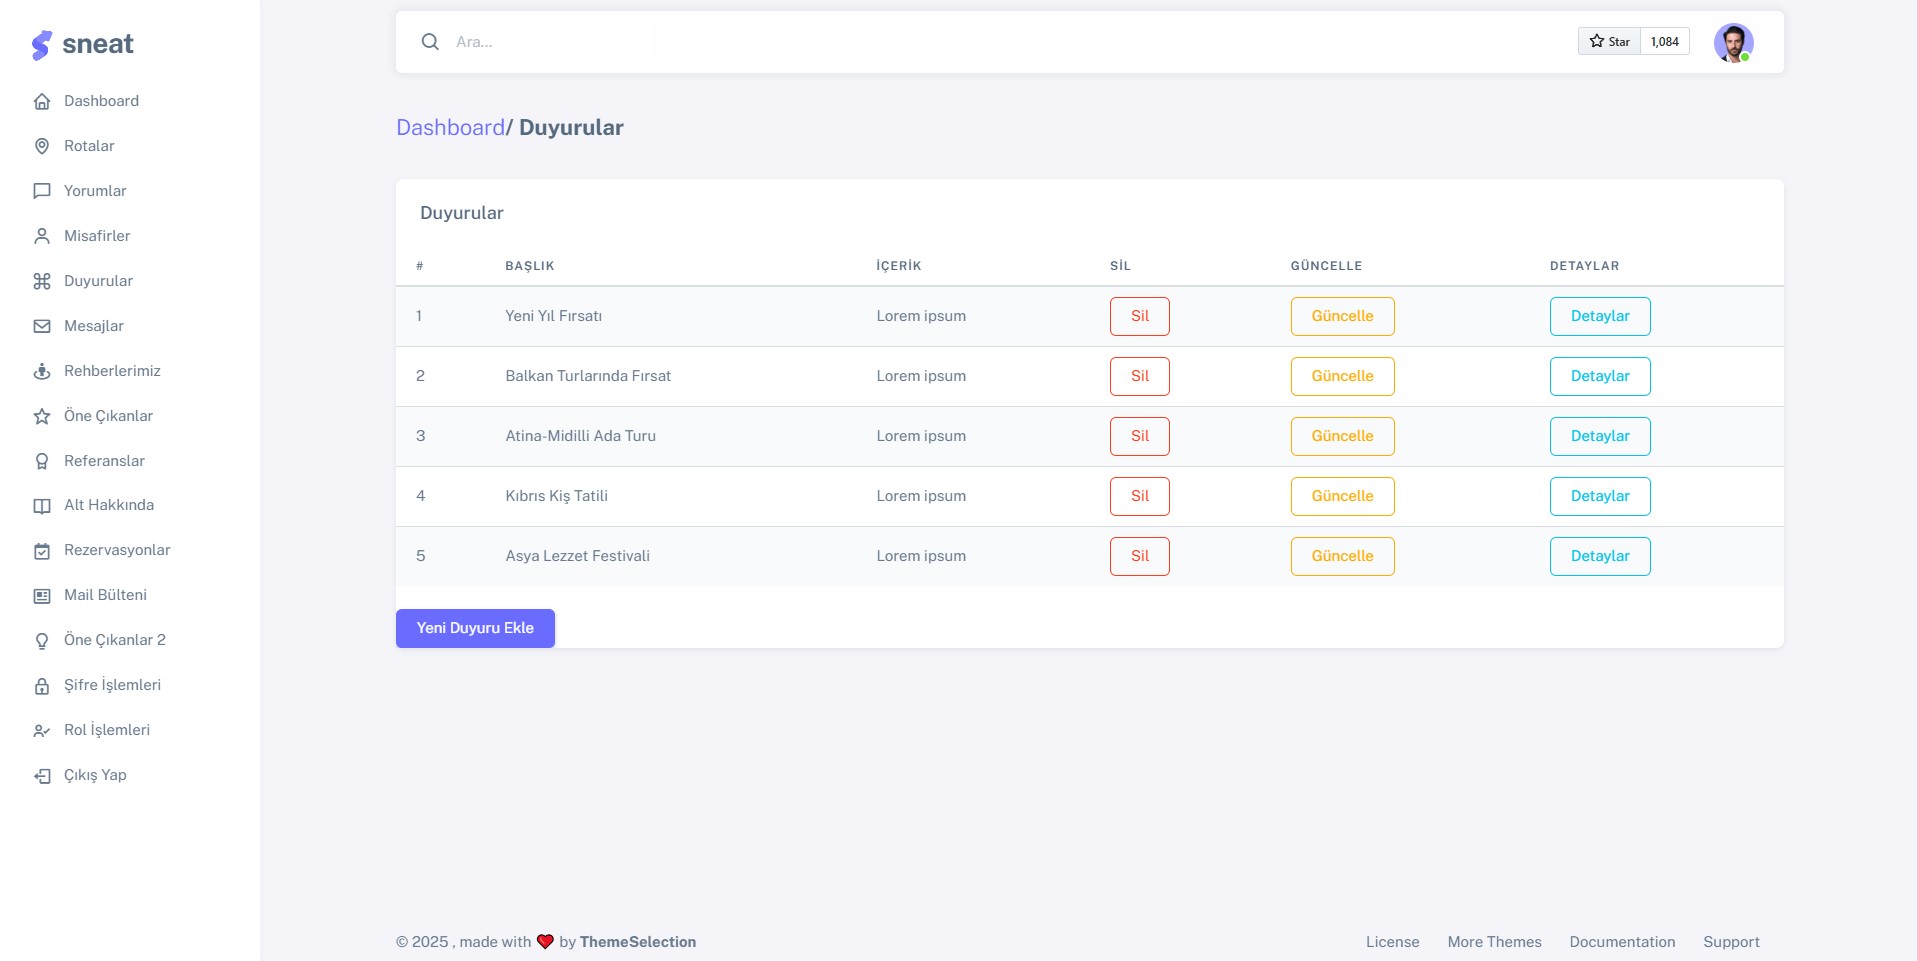 sneat
Dashboard
Rotalar
Yorumlar
Misafirler
Duyurular
Mesajlar
Rehberlerimiz
Öne Çıkanlar
Referanslar
Alt Hakkında
Rezervasyonlar
Mail Bülteni
Öne Çıkanlar 2
Şifre İşlemleri
Rol İşlemleri
Çıkış Yap
Ara...
Star 1,084
Dashboard/ Duyurular
Duyurular
# BAŞLIK İÇERİK SİL GÜNCELLE DETAYLAR
1 Yeni Yıl Fırsatı Lorem ipsum Sil Güncelle Detaylar
2 Balkan Turlarında Fırsat Lorem ipsum Sil Güncelle Detaylar
3 Atina-Midilli Ada Turu Lorem ipsum Sil Güncelle Detaylar
4 Kıbrıs Kiş Tatili Lorem ipsum Sil Güncelle Detaylar
5 Asya Lezzet Festivali Lorem ipsum Sil Güncelle Detaylar
Yeni Duyuru Ekle
© 2025 , made with ❤️ by ThemeSelection License More Themes Documentation Support